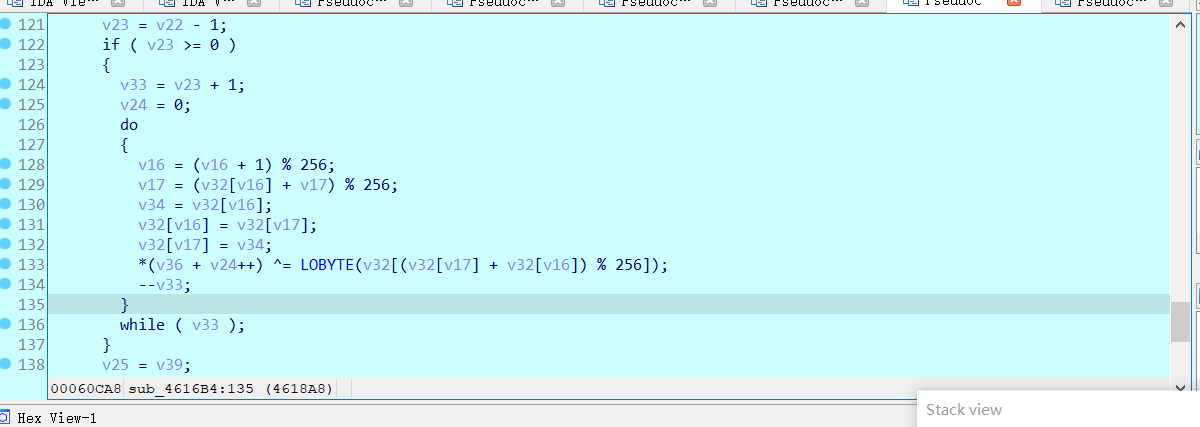 IDA Vie… IDA V… Pseudoc… Pseudoc… Pseudoc… Pseudoc… Pseudoc Pseudoc…
121 v23 = v22 - 1;
122 if ( v23 >= 0 )
123 {
124 v33 = v23 + 1;
125 v24 = 0;
126 do
127 {
128 v16 = (v16 + 1) % 256;
129 v17 = (v32[v16] + v17) % 256;
130 v34 = v32[v16];
131 v32[v16] = v32[v17];
132 v32[v17] = v34;
133 *(v36 + v24++) ^= LOBYTE(v32[(v32[v17] + v32[v16]) % 256]);
134 --v33;
135 }
136 while ( v33 );
137 }
138 v25 = v39;
00060CA8 sub_4616B4:135 (4618A8)
Stack view
Hex View-1